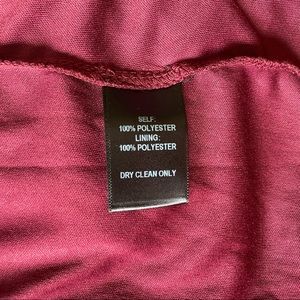 SELF:
100% POLYESTER
LINING:
100% POLYESTER
DRY CLEAN ONLY